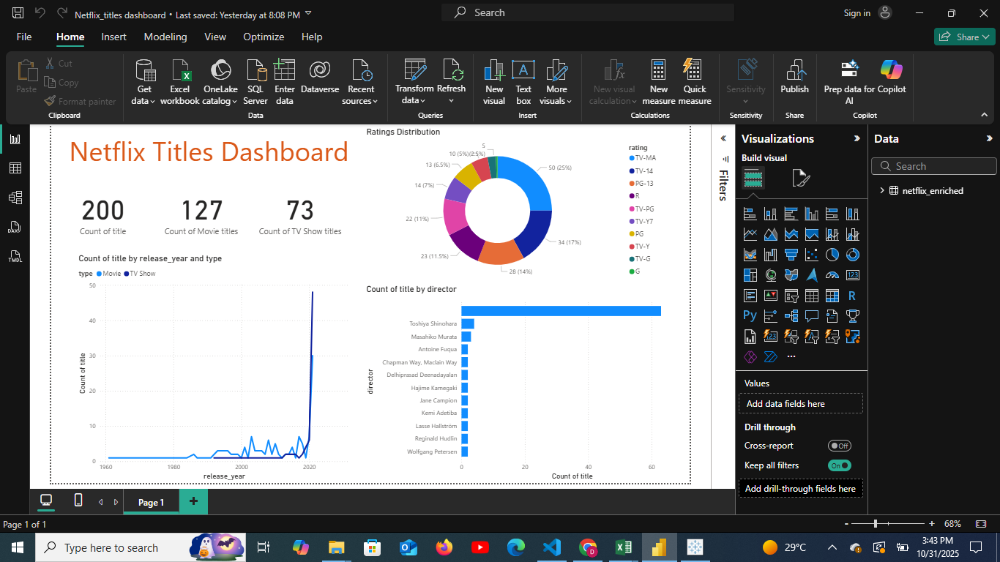 Netflix_titles dashboard • Last saved: Yesterday at 8:08 PM
Search
Sign in
File Home Insert Modeling View Optimize Help
Share
Paste
Cut
Copy
Format painter
Clipboard
Get data
Excel workbook
OneLake catalog
SQL Server
Enter data
Dataverse
Recent sources
Data
Transform data
Refresh
Queries
New visual
Text box
More visuals
Insert
New visual calculation
New measure
Quick measure
Calculations
Sensitivity
Sensitivity
Publish
Share
Prep data for AI
Copilot
Copilot
DAX
TMDL
Netflix Titles Dashboard
200
Count of title
127
Count of Movie titles
73
Count of TV Show titles
Count of title by release_year and type
type Movie TV Show
Count of title
50
40
30
20
10
0
1960 1980 2000 2020
release_year
Ratings Distribution
50 (25%)
34 (17%)
28 (14%)
23 (11.5%)
22 (11%)
14 (7%)
13 (6.5%)
10 (5%)
5
(2.5%)
rating
TV-MA
TV-14
PG-13
R
TV-PG
TV-Y7
PG
TV-Y
TV-G
G
Count of title by director
director
Toshiya Shinohara
Masahiko Murata
Antoine Fuqua
Chapman Way, Maclain Way
Delhiprasad Deenadayalan
Hajime Kamegaki
Jane Campion
Kemi Adetiba
Lasse Hallström
Reginald Hudlin
Wolfgang Petersen
0 20 40 60
Count of title
Filters
Visualizations
Build visual
123
R
Py
123
Values
Add data fields here
Drill through
Cross-report
Off
Keep all filters
On
Add drill-through fields here
Data
Search
netflix_enriched
Page 1
Page 1 of 1
68%
Type here to search
29°C
3:43 PM
10/31/2025